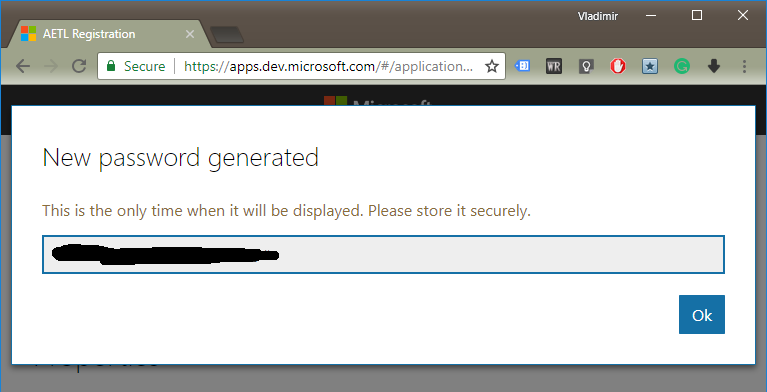 Vladimir
AETL Registration
Secure https://apps.dev.microsoft.com/#/application...
WR
Microsoft
New password generated
This is the only time when it will be displayed. Please store it securely.
Ok
Properties